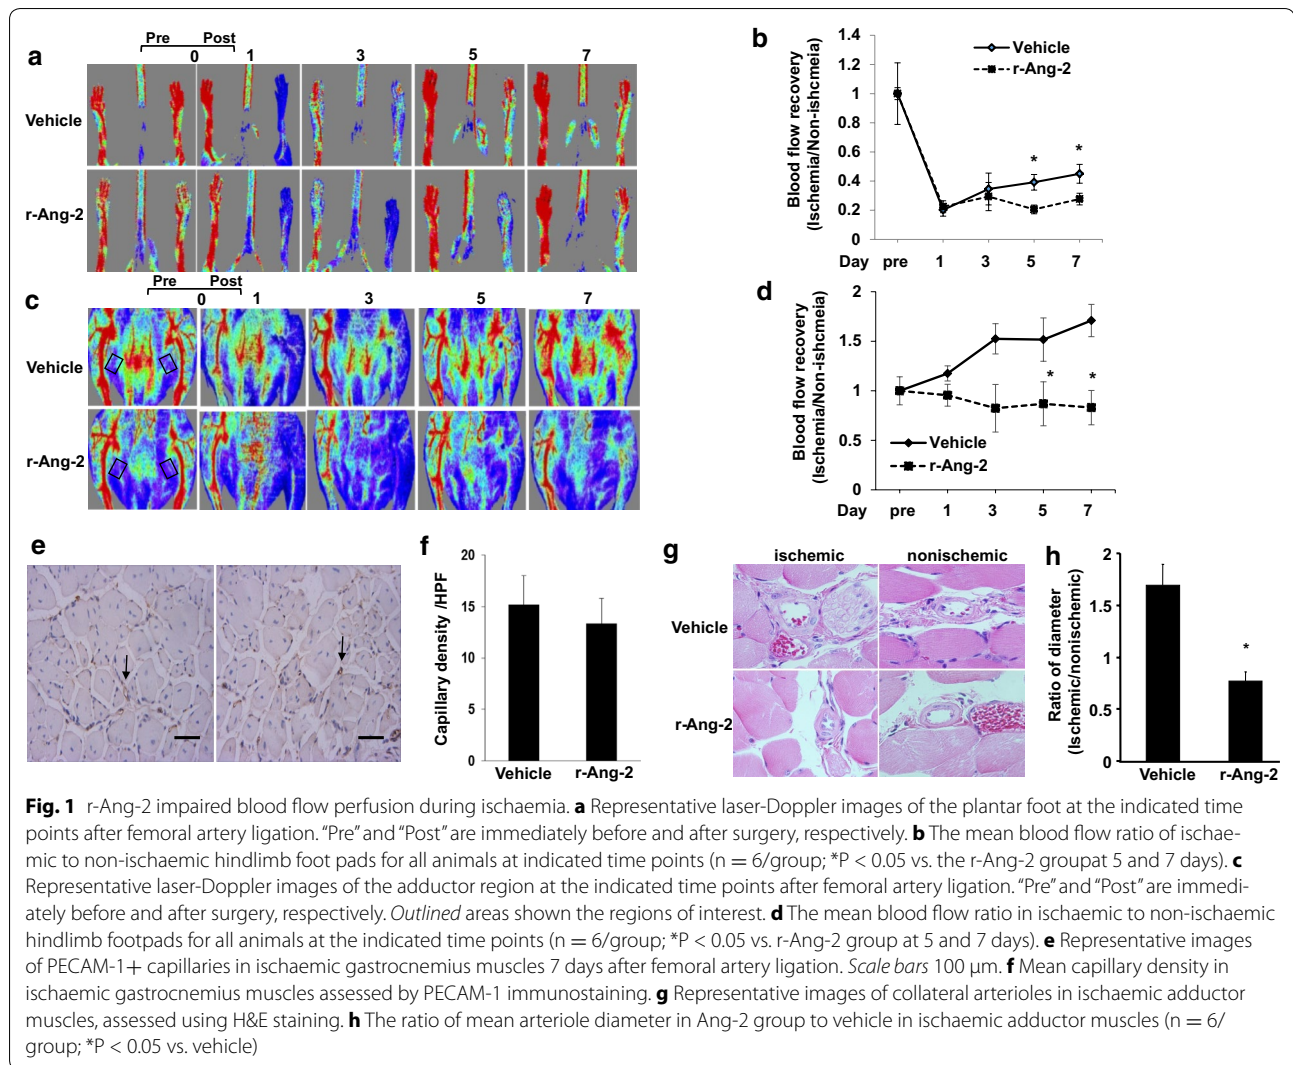 a
Pre Post
0 1 3 5 7
Vehicle
r-Ang-2
b
Blood flow recovery
(Ischemia/Non-ishcmeia)
1.4
1.2
1
0.8
0.6
0.4
0.2
0
Vehicle
r-Ang-2
*
*
Day pre 1 3 5 7
c
Pre Post
0 1 3 5 7
Vehicle
r-Ang-2
d
Blood flow recovery
(Ischemia/Non-ishcmeia)
2
1.5
1
0.5
0
*
*
Vehicle
r-Ang-2
Day pre 1 3 5 7
e
f
Capillary density /HPF
20
15
10
5
0
Vehicle r-Ang-2
g
ischemic nonischemic
Vehicle
r-Ang-2
h
Ratio of diameter
(Ischemic/nonischemic)
2
1.5
1
0.5
0
*
Vehicle r-Ang-2
Fig. 1 r-Ang-2 impaired blood flow perfusion during ischaemia. a Representative laser-Doppler images of the plantar foot at the indicated time
points after femoral artery ligation. “Pre” and “Post” are immediately before and after surgery, respectively. b The mean blood flow ratio of ischae-
mic to non-ischaemic hindlimb foot pads for all animals at indicated time points (n = 6/group; *P < 0.05 vs. the r-Ang-2 groupat 5 and 7 days). c
Representative laser-Doppler images of the adductor region at the indicated time points after femoral artery ligation. “Pre” and “Post” are immedi-
ately before and after surgery, respectively. Outlined areas shown the regions of interest. d The mean blood flow ratio in ischaemic to non-ischaemic
hindlimb footpads for all animals at the indicated time points (n = 6/group; *P < 0.05 vs. r-Ang-2 group at 5 and 7 days). e Representative images
of PECAM-1+ capillaries in ischaemic gastrocnemius muscles 7 days after femoral artery ligation. Scale bars 100 μm. f Mean capillary density in
ischaemic gastrocnemius muscles assessed by PECAM-1 immunostaining. g Representative images of collateral arterioles in ischaemic adductor
muscles, assessed using H&E staining. h The ratio of mean arteriole diameter in Ang-2 group to vehicle in ischaemic adductor muscles (n = 6/
group; *P < 0.05 vs. vehicle)